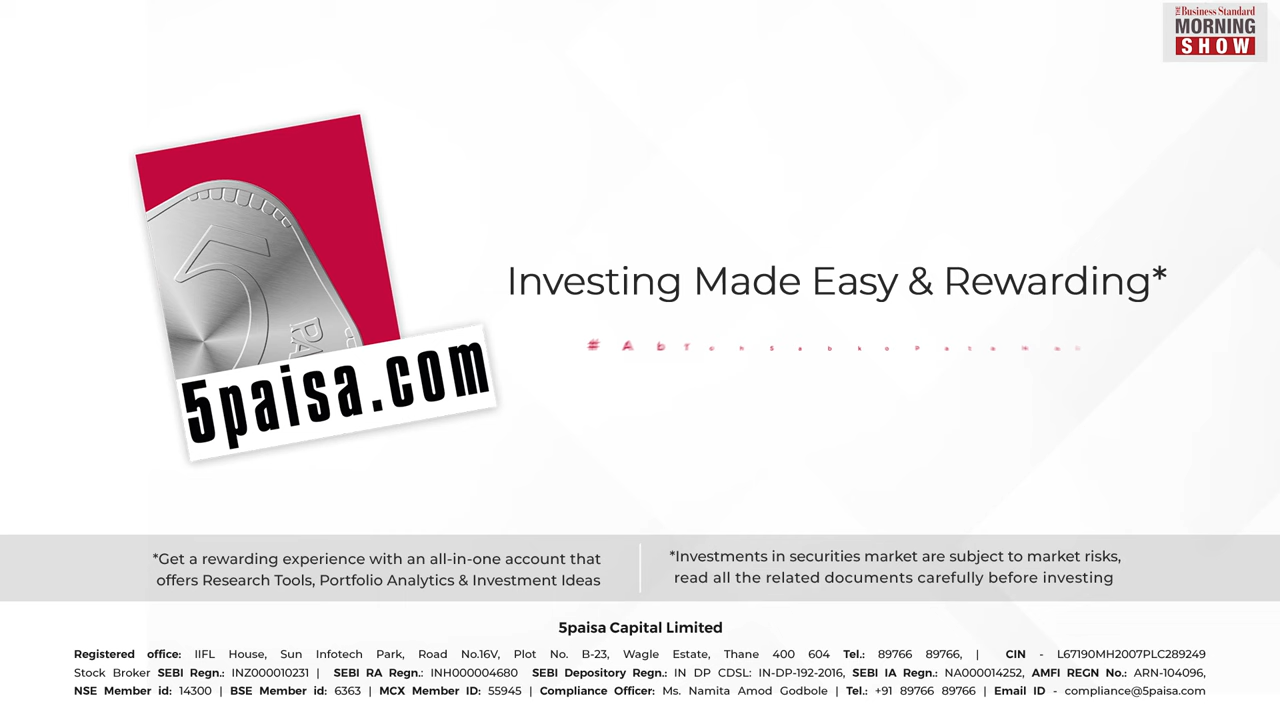 THE Business Standard
MORNING
SHOW
5
PA
5paisa.com
Investing Made Easy & Rewarding*
*Get a rewarding experience with an all-in-one account that
offers Research Tools, Portfolio Analytics & Investment Ideas
*Investments in securities market are subject to market risks,
read all the related documents carefully before investing
5paisa Capital Limited
Registered office: IIFL House, Sun Infotech Park, Road No.16V, Plot No. B-23, Wagle Estate, Thane 400 604 Tel.: 89766 89766, | CIN - L67190MH2007PLC289249
Stock Broker SEBI Regn.: INZ000010231 | SEBI RA Regn.: INH000004680 SEBI Depository Regn.: IN DP CDSL: IN-DP-192-2016, SEBI IA Regn.: NA000014252, AMFI REGN No.: ARN-104096,
NSE Member id: 14300 | BSE Member id: 6363 | MCX Member ID: 55945 | Compliance Officer: Ms. Namita Amod Godbole | Tel.: +91 89766 89766 | Email ID - compliance@5paisa.com